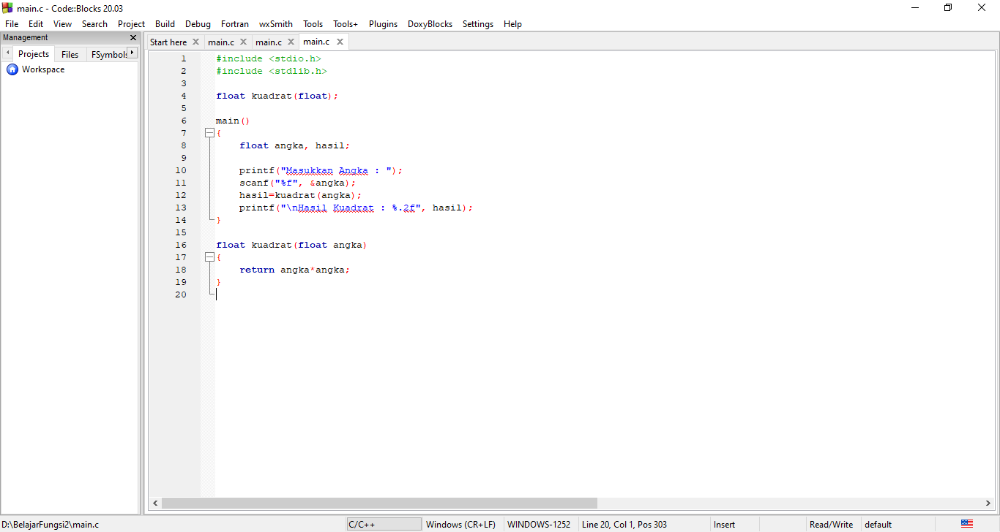 main.c - Code::Blocks 20.03
File Edit View Search Project Build Debug Fortran wxSmith Tools Tools+ Plugins DoxyBlocks Settings Help
Management
Projects Files FSymbols
Workspace
Start here main.c main.c main.c
1 #include <stdio.h>
2 #include <stdlib.h>
3
4 float kuadrat(float);
5
6 main()
7 {
8 float angka, hasil;
9
10 printf("Masukkan Angka : ");
11 scanf("%f", &angka);
12 hasil=kuadrat(angka);
13 printf("\nHasil Kuadrat : %.2f", hasil);
14 }
15
16 float kuadrat(float angka)
17 {
18 return angka*angka;
19 }
20
D:\BelajarFungsi2\main.c C/C++ Windows (CR+LF) WINDOWS-1252 Line 20, Col 1, Pos 303 Insert Read/Write default